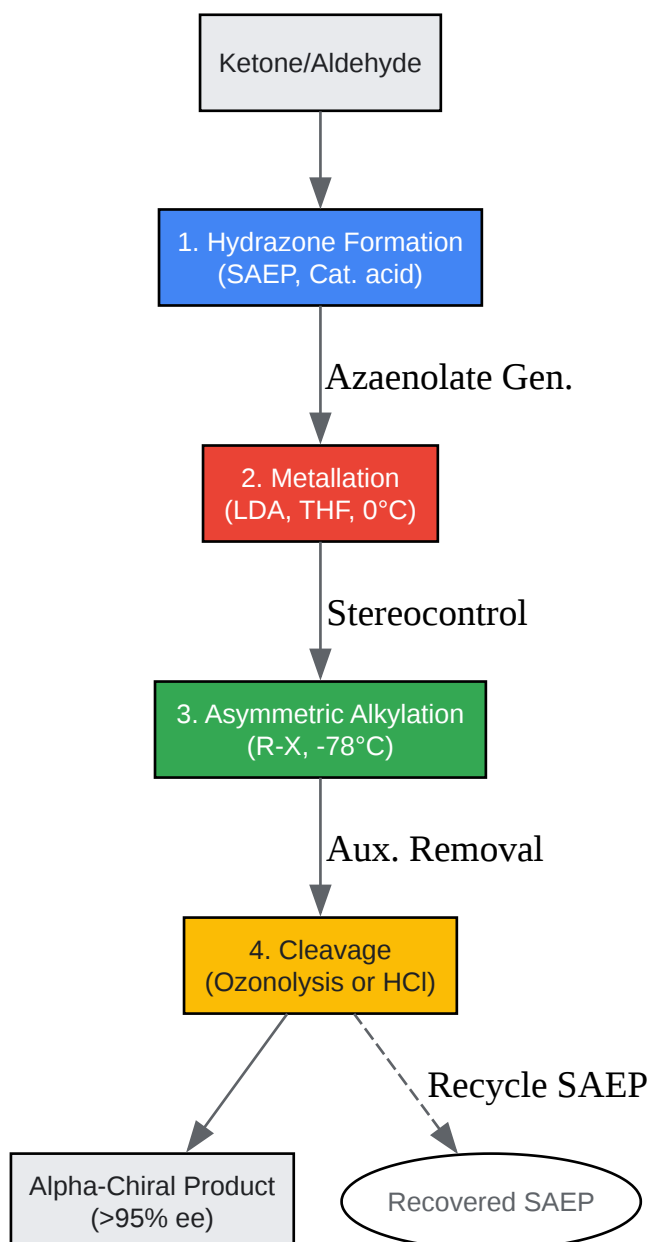 Ketone/Aldehyde
1. Hydrazone Formation
(SAEP, Cat. acid)
Azaenolate Gen.
2. Metallation
(LDA, THF, 0°C)
Stereocontrol
3. Asymmetric Alkylation
(R-X, -78°C)
Aux. Removal
4. Cleavage
(Ozonolysis or HCl)
Recycle SAEP
Alpha-Chiral Product
(>95% ee)
Recovered SAEP